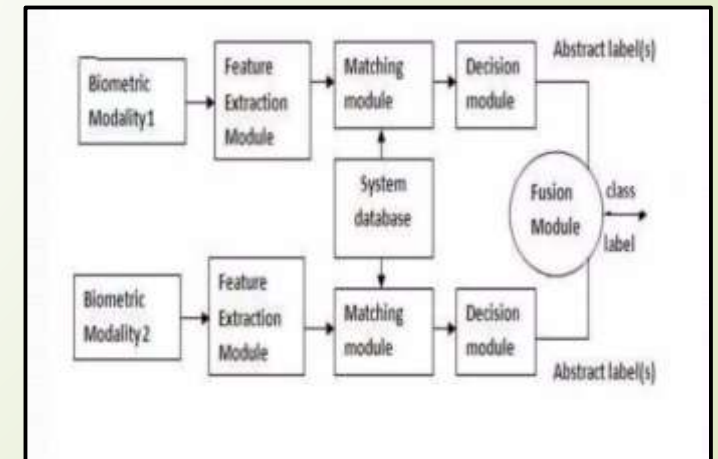 Biometric
Modality1
Feature
Extraction
Module
Matching
module
Decision
module
Abstract label(s)
System
database
Fusion
Module
class
label
Biometric
Modality2
Feature
Extraction
Module
Matching
module
Decision
module
Abstract label(s)